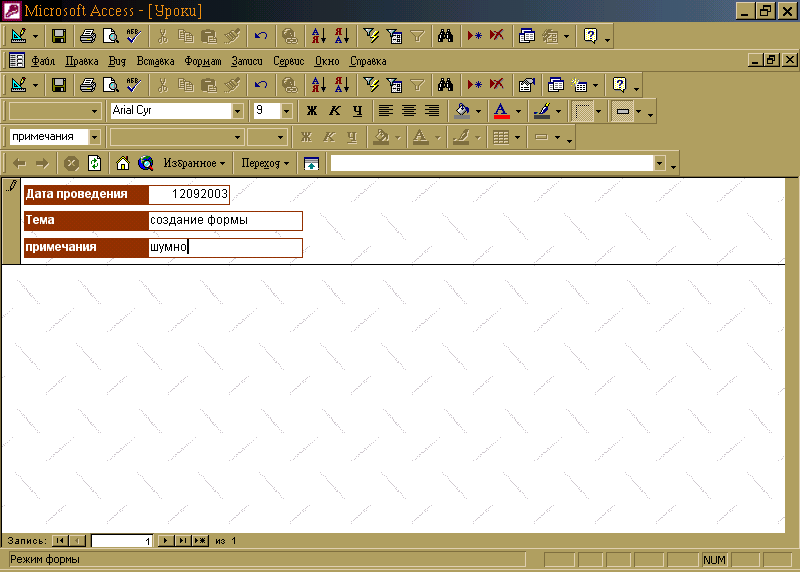 Microsoft Access - [Уроки]
Файл Правка Вид Вставка Формат Записи Сервис Окно Справка
Arial Cyr 9 Ж К Ч
примечания Ж К Ч
Избранное Переход
Дата проведения 12092003
Тема создание формы
примечания шумно
Запись: 1 из 1
Режим формы NUM